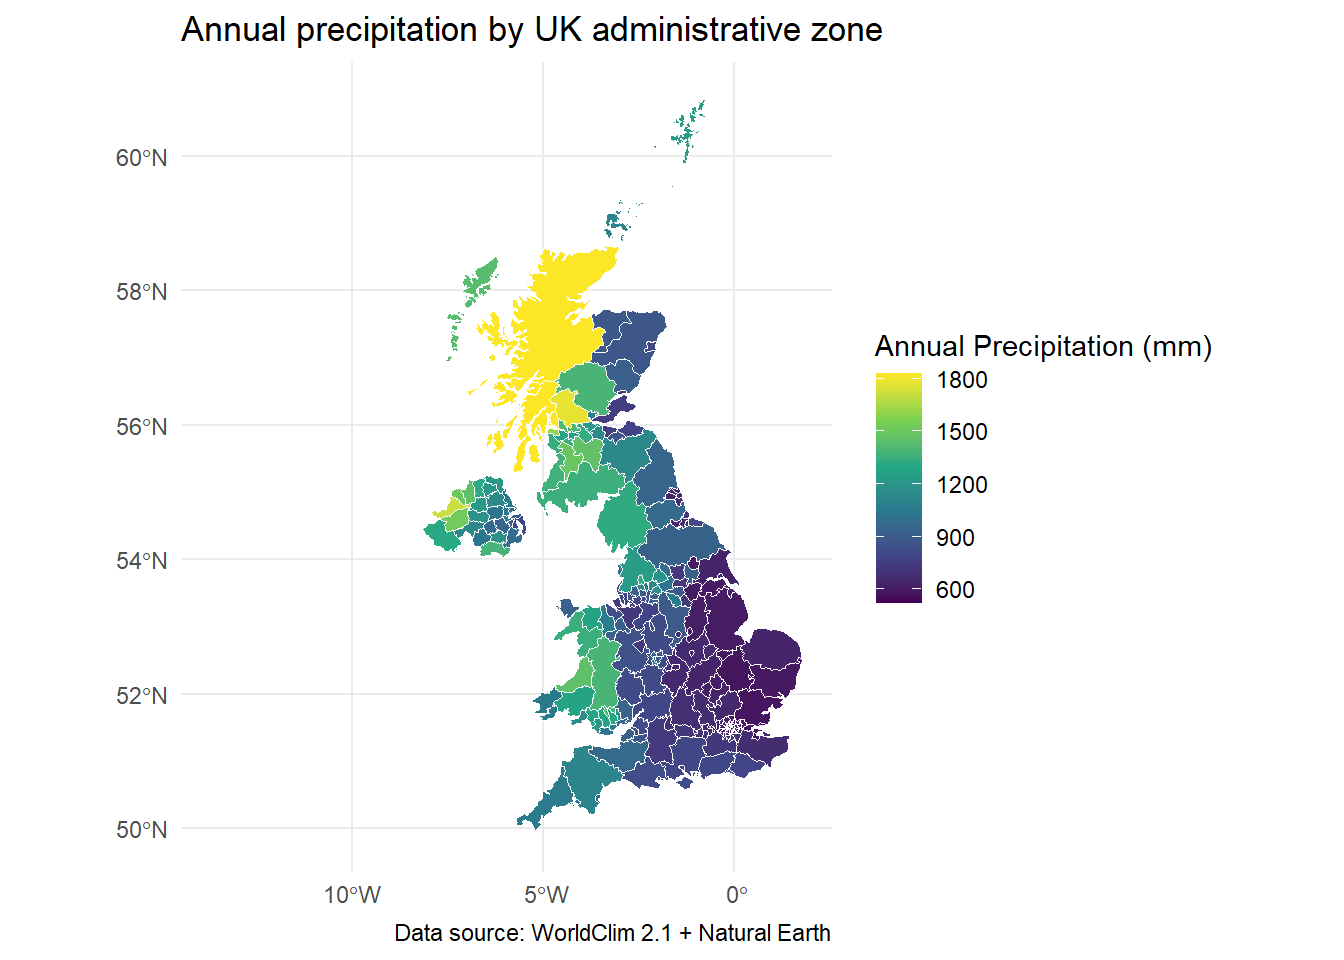 Annual precipitation by UK administrative zone
60°N
58°N
56°N
54°N
52°N
50°N
10°W
5°W
0°
Annual Precipitation (mm)
1800
1500
1200
900
600
Data source: WorldClim 2.1 + Natural Earth